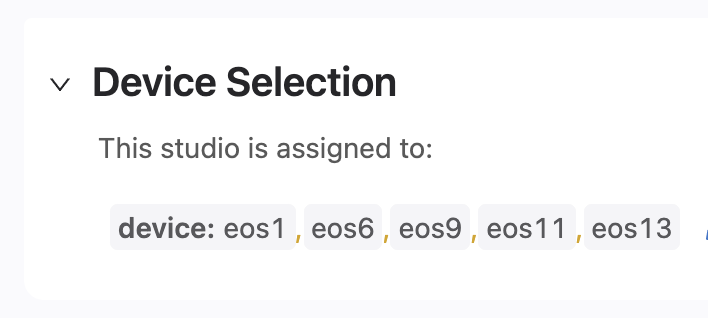 Device Selection
This studio is assigned to:
device: eos1 , eos6 , eos9 , eos11 , eos13